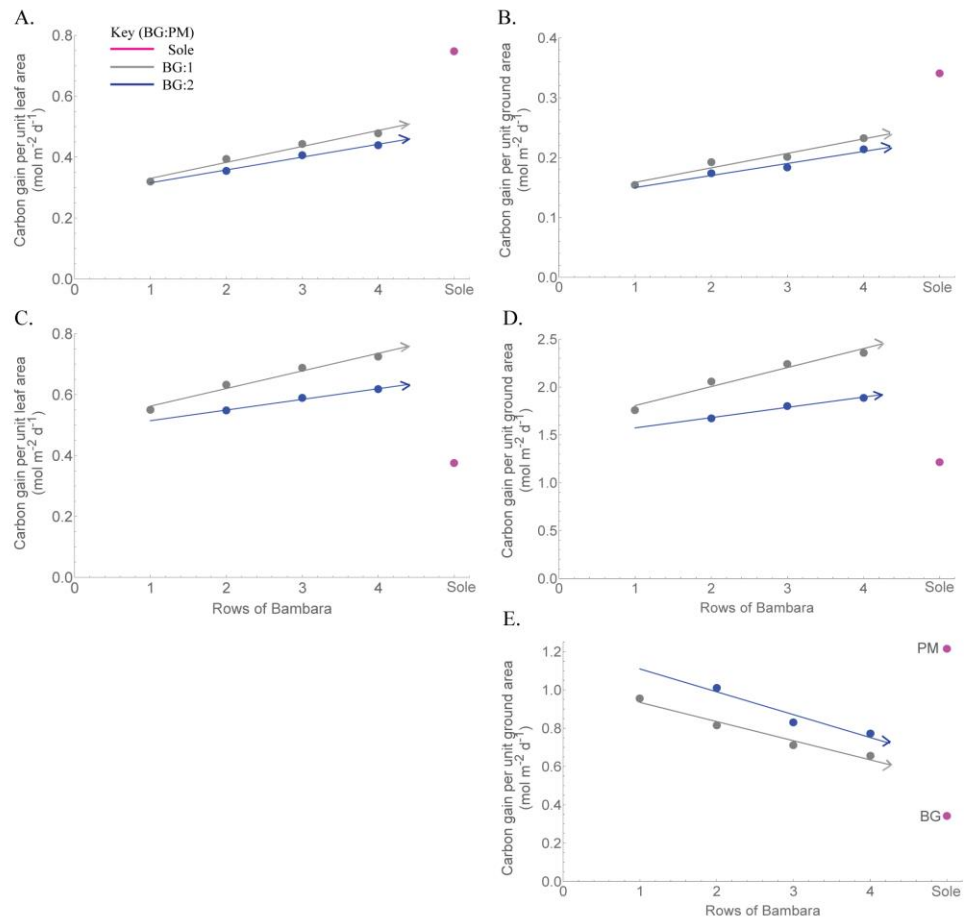 A.
Key (BG:PM)
Sole
BG:1
BG:2
Carbon gain per unit leaf area
(mol m⁻² d⁻¹)
0.8
0.6
0.4
0.2
0.0
0 1 2 3 4 Sole
B.
Carbon gain per unit ground area
(mol m⁻² d⁻¹)
0.4
0.3
0.2
0.1
0.0
0 1 2 3 4 Sole
C.
Carbon gain per unit leaf area
(mol m⁻² d⁻¹)
0.8
0.6
0.4
0.2
0.0
0 1 2 3 4 Sole
Rows of Bambara
D.
Carbon gain per unit ground area
(mol m⁻² d⁻¹)
2.5
2.0
1.5
1.0
0.5
0.0
0 1 2 3 4 Sole
Rows of Bambara
E.
Carbon gain per unit ground area
(mol m⁻² d⁻¹)
1.2
1.0
0.8
0.6
0.4
0.2
0.0
PM
BG
0 1 2 3 4 Sole
Rows of Bambara